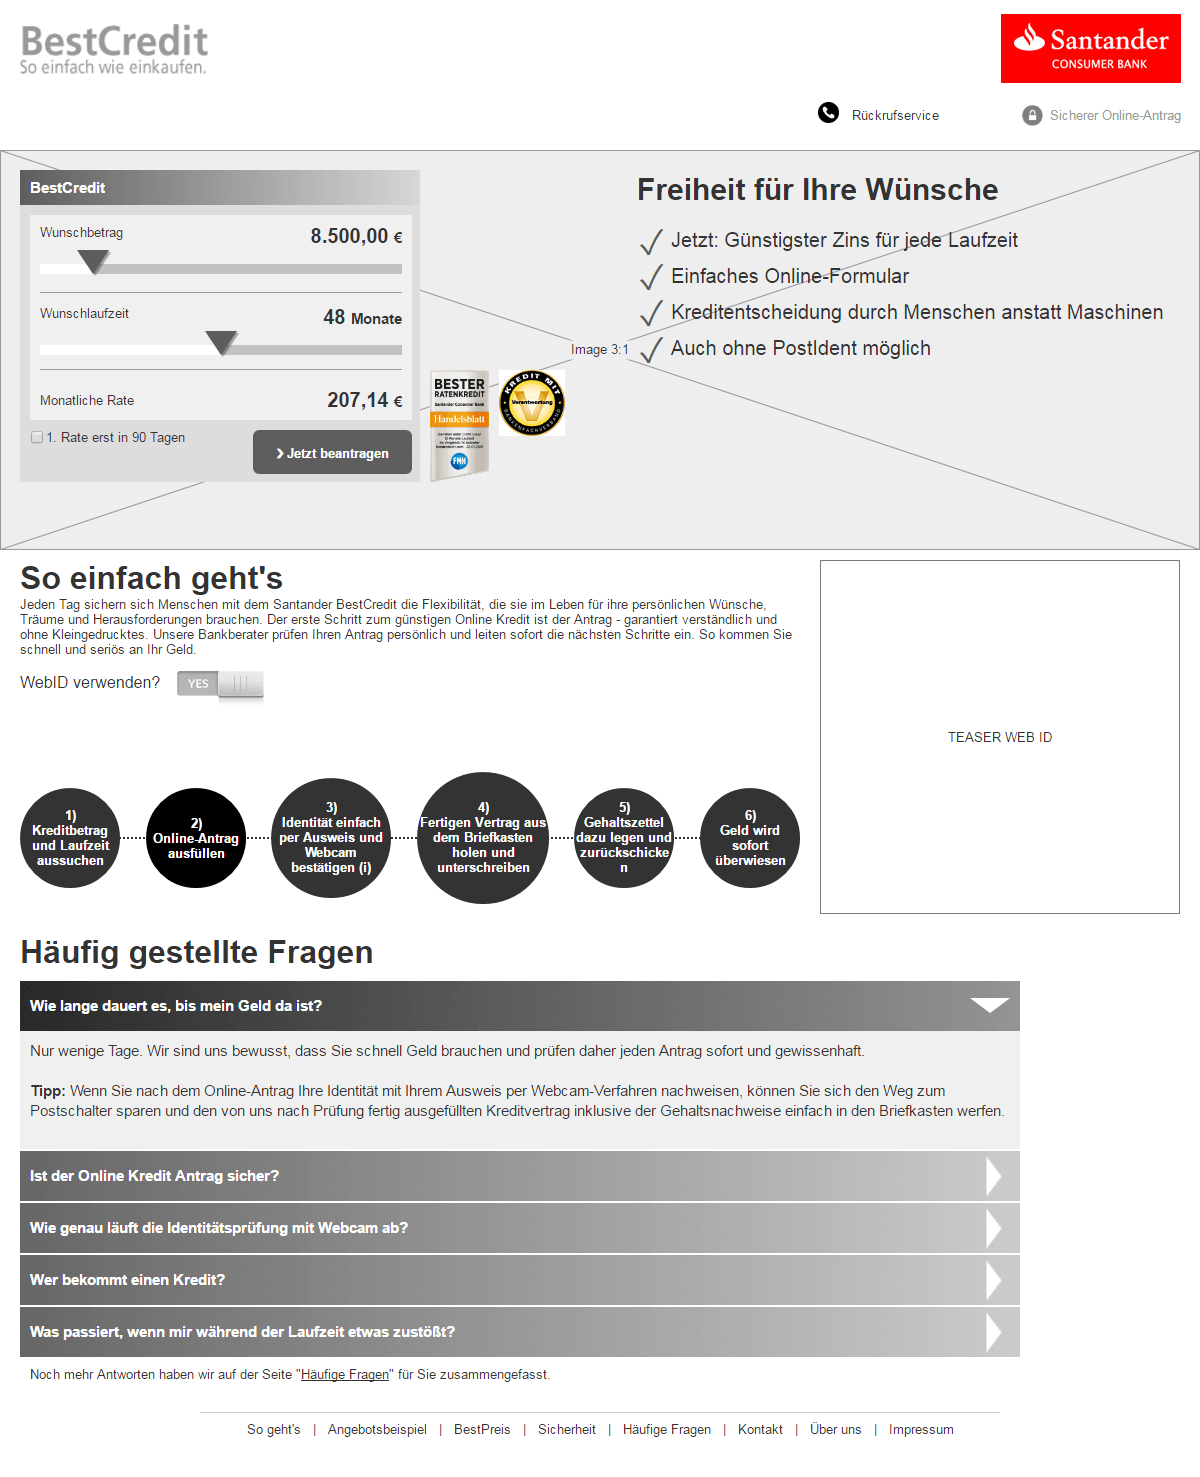 BestCredit
So einfach wie einkaufen.
Santander
CONSUMER BANK
Rückrufservice
Sicherer Online-Antrag
BestCredit
Wunschbetrag
8.500,00 €
Wunschlaufzeit
48 Monate
Monatliche Rate
207,14 €
1. Rate erst in 90 Tagen
Jetzt beantragen
BESTER
RATENKREDIT
Santander Consumer Bank
Handelsblatt
FMH
KREDIT MIT
Verantwortung
BANKENFACHVERBAND
Image 3:1
Freiheit für Ihre Wünsche
Jetzt: Günstigster Zins für jede Laufzeit
Einfaches Online-Formular
Kreditentscheidung durch Menschen anstatt Maschinen
Auch ohne PostIdent möglich
So einfach geht's
Jeden Tag sichern sich Menschen mit dem Santander BestCredit die Flexibilität, die sie im Leben für ihre persönlichen Wünsche,
Träume und Herausforderungen brauchen. Der erste Schritt zum günstigen Online Kredit ist der Antrag - garantiert verständlich und
ohne Kleingedrucktes. Unsere Bankberater prüfen Ihren Antrag persönlich und leiten sofort die nächsten Schritte ein. So kommen Sie
schnell und seriös an Ihr Geld.
WebID verwenden?
YES
TEASER WEB ID
1)
Kreditbetrag
und Laufzeit
aussuchen
2)
Online-Antrag
ausfüllen
3)
Identität einfach
per Ausweis und
Webcam
bestätigen (i)
4)
Fertigen Vertrag aus
dem Briefkasten
holen und
unterschreiben
5)
Gehaltszettel
dazu legen und
zurückschicke
n
6)
Geld wird
sofort
überwiesen
Häufig gestellte Fragen
Wie lange dauert es, bis mein Geld da ist?
Nur wenige Tage. Wir sind uns bewusst, dass Sie schnell Geld brauchen und prüfen daher jeden Antrag sofort und gewissenhaft.
Tipp: Wenn Sie nach dem Online-Antrag Ihre Identität mit Ihrem Ausweis per Webcam-Verfahren nachweisen, können Sie sich den Weg zum
Postschalter sparen und den von uns nach Prüfung fertig ausgefüllten Kreditvertrag inklusive der Gehaltsnachweise einfach in den Briefkasten werfen.
Ist der Online Kredit Antrag sicher?
Wie genau läuft die Identitätsprüfung mit Webcam ab?
Wer bekommt einen Kredit?
Was passiert, wenn mir während der Laufzeit etwas zustößt?
Noch mehr Antworten haben wir auf der Seite "Häufige Fragen" für Sie zusammengefasst.
So geht's | Angebotsbeispiel | BestPreis | Sicherheit | Häufige Fragen | Kontakt | Über uns | Impressum